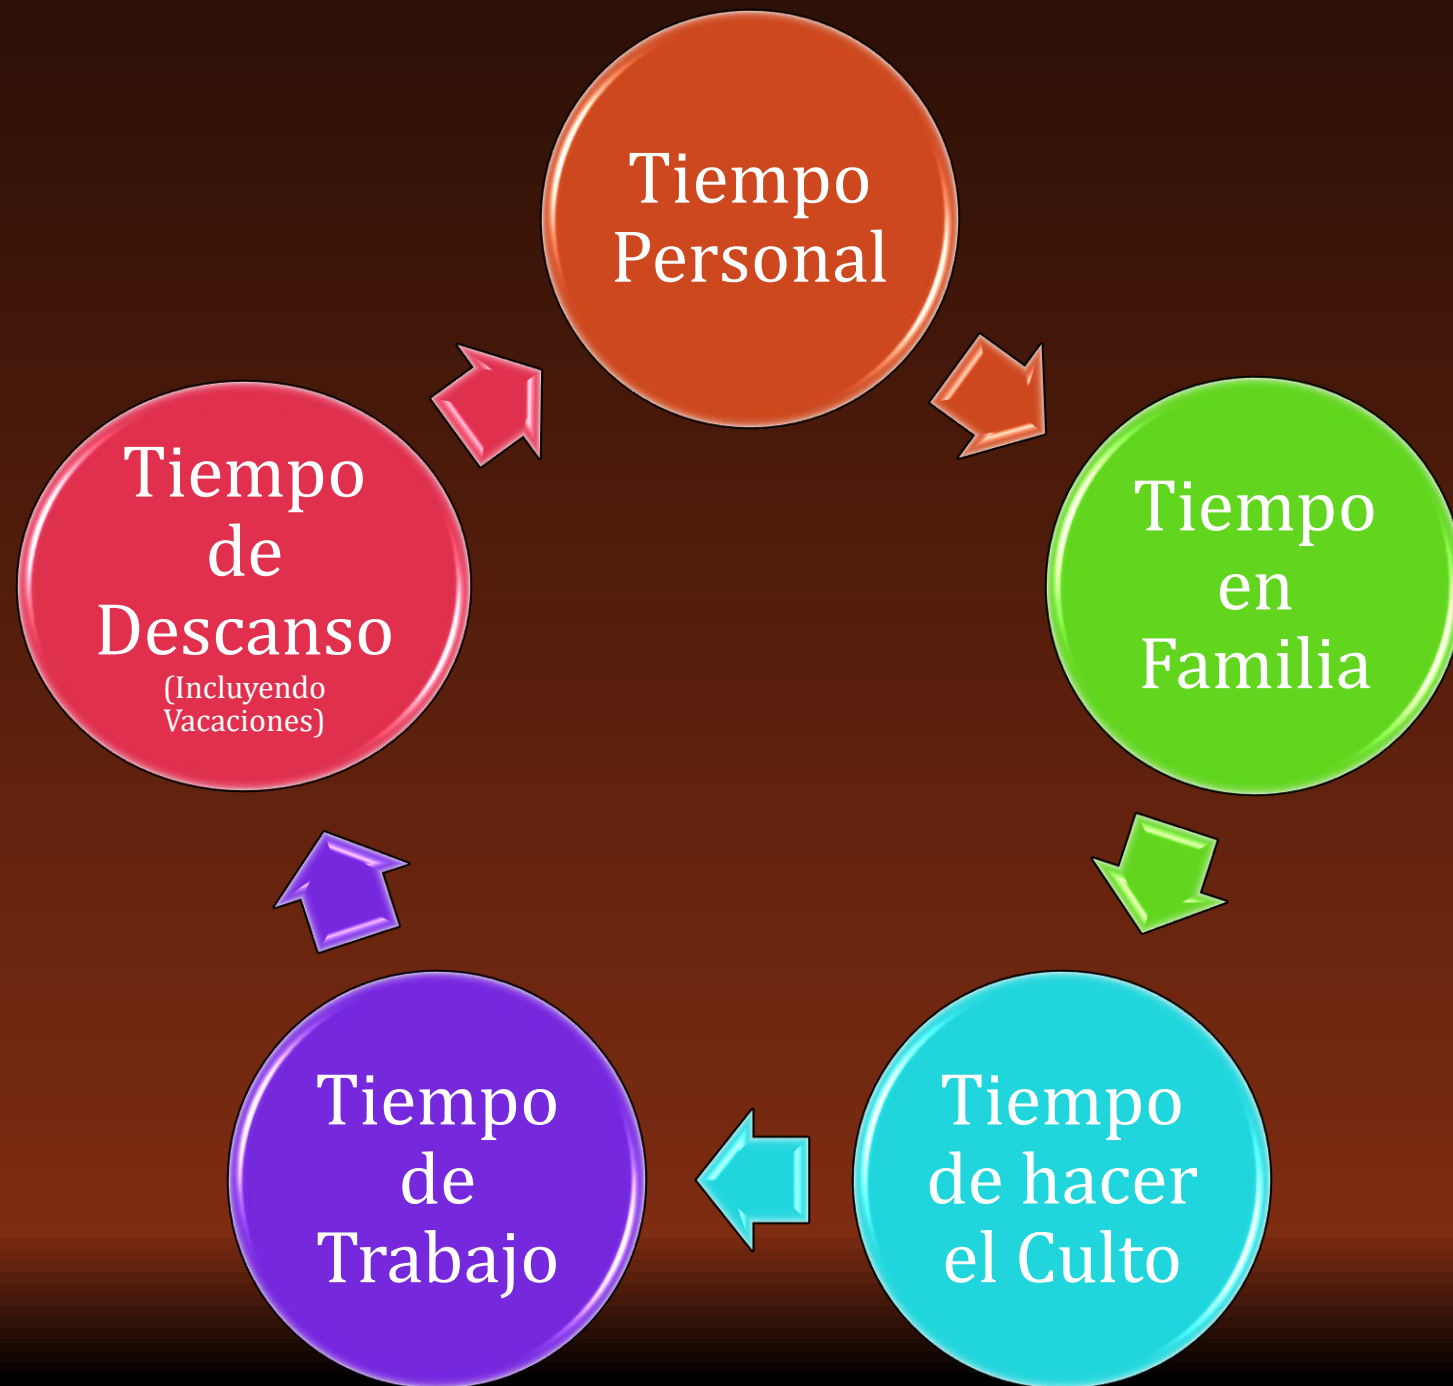 Tiempo
Personal
Tiempo
en
Familia
Tiempo
de hacer
el Culto
Tiempo
de
Trabajo
Tiempo
de
Descanso
(Incluyendo
Vacaciones)